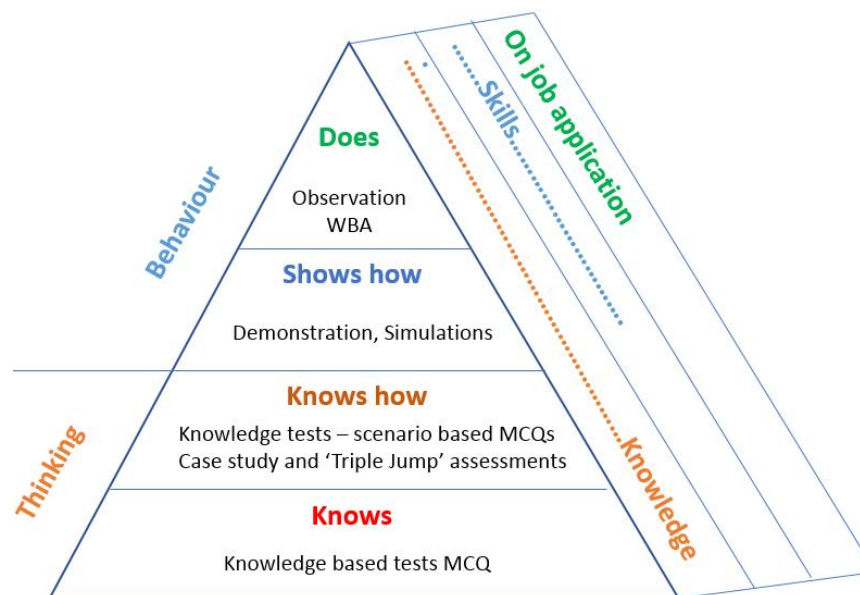 Does
Observation
WBA
Shows how
Demonstration, Simulations
Knows how
Knowledge tests – scenario based MCQs
Case study and ‘Triple Jump’ assessments
Knows
Knowledge based tests MCQ
Behaviour
Thinking
Knowledge
Skills
On job application